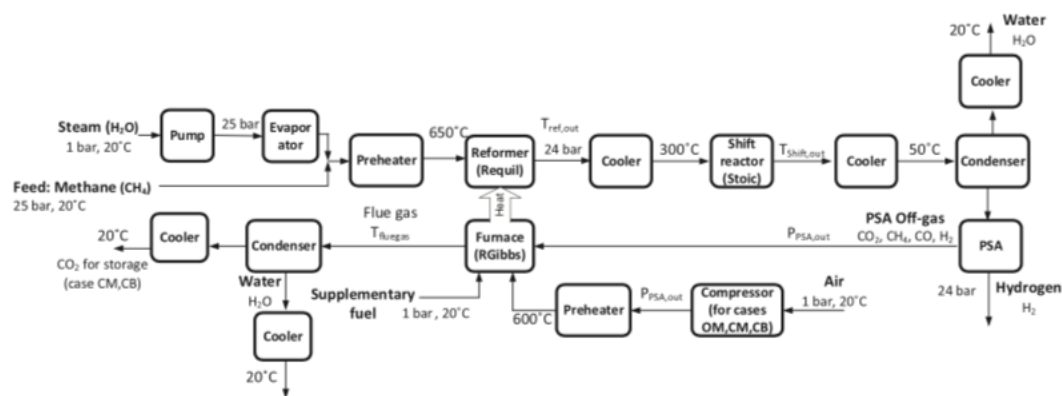 Water
20°C
H₂O
Cooler
Steam (H₂O)
1 bar, 20°C
Pump
25 bar
Evapor
ator
Preheater
650°C
Reformer
(Requil)
T_ref,out
24 bar
Cooler
300°C
Shift
reactor
(Stoic)
T_Shift,out
Cooler
50°C
Condenser
Feed: Methane (CH₄)
25 bar, 20°C
Heat
20°C
Cooler
CO₂ for storage
(case CM,CB)
Condenser
Flue gas
T_fluegas
Furnace
(RGibbs)
P_PSA,out
PSA Off-gas
CO₂, CH₄, CO, H₂
PSA
Water
H₂O
Cooler
20°C
Supplementary
fuel
1 bar, 20°C
600°C
Preheater
P_PSA,out
Compressor
(for cases
OM,CM,CB)
Air
1 bar, 20°C
24 bar
Hydrogen
H₂